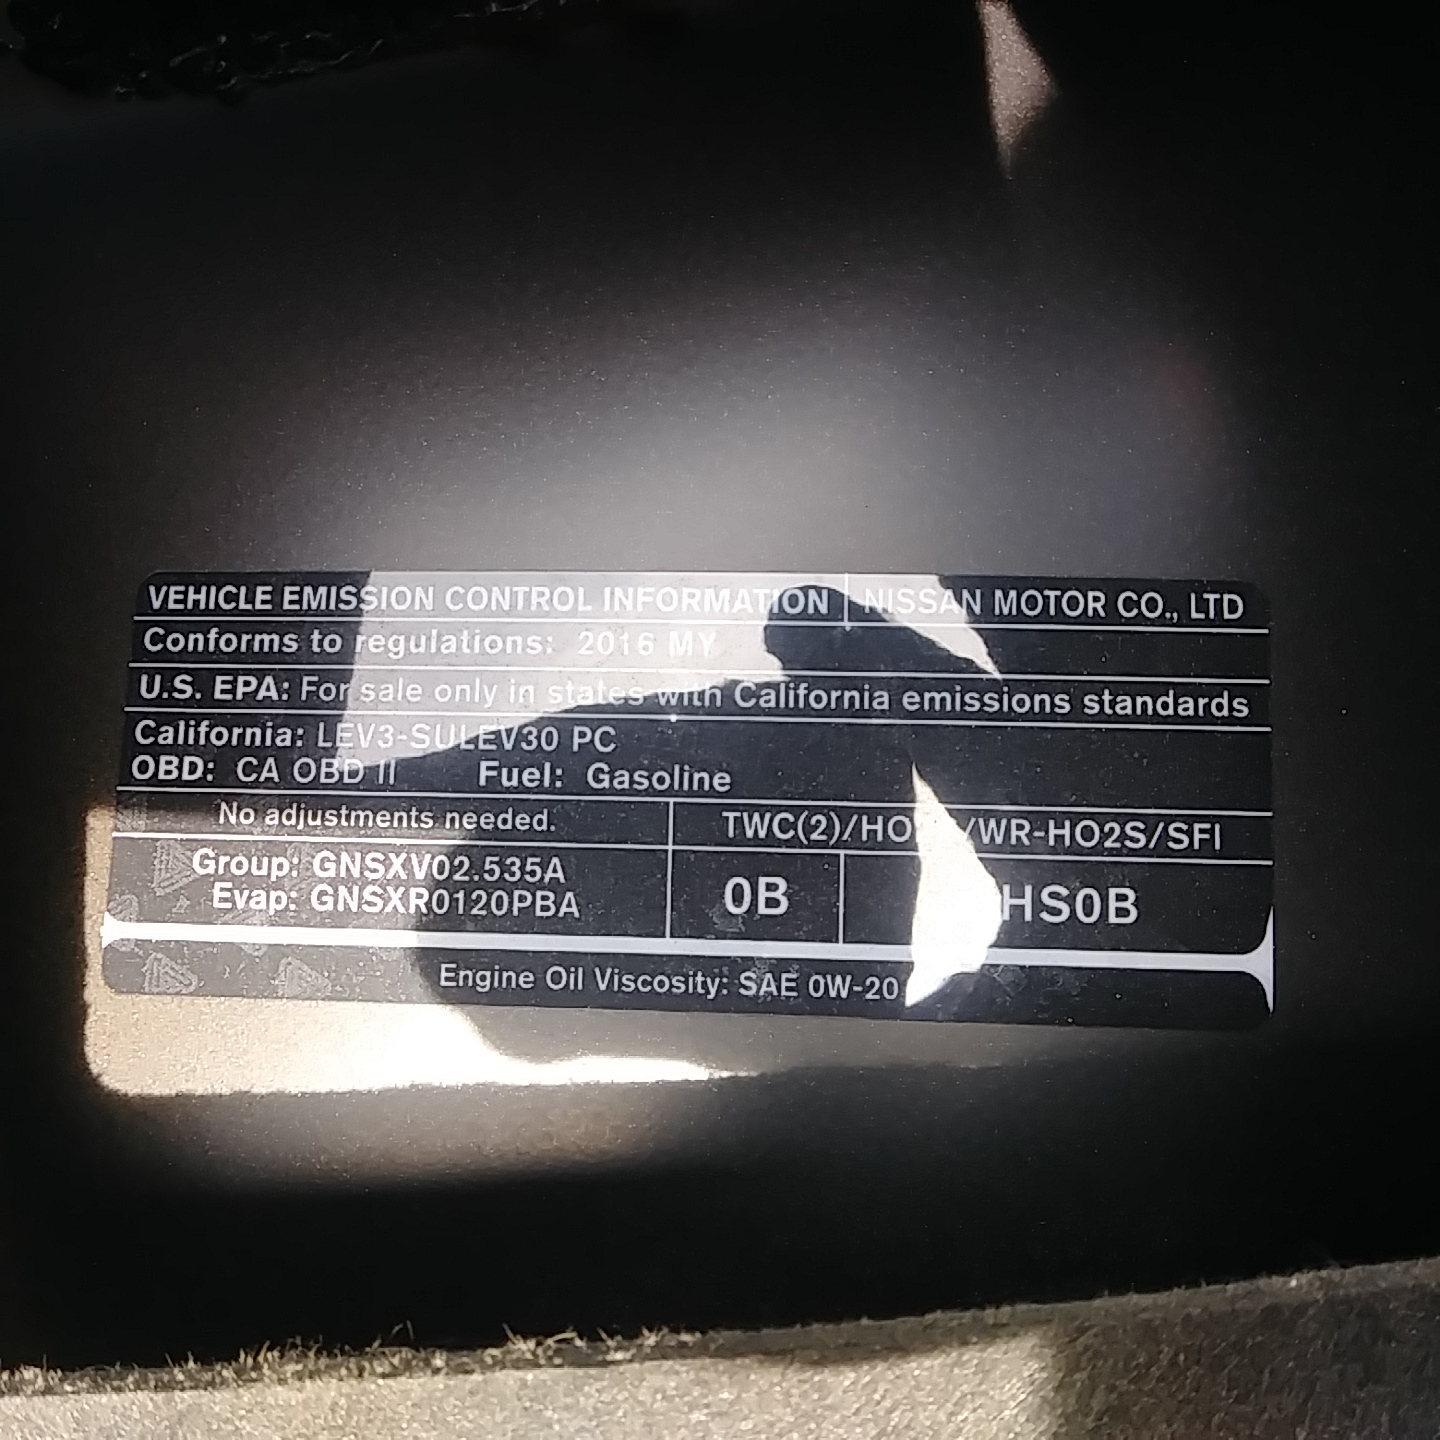 VEHICLE EMISSION CONTROL INFORMATION NISSAN MOTOR CO., LTD
Conforms to regulations: 2016 MY
U.S. EPA: For sale only in states with California emissions standards
California: LEV3-SULEV30 PC
OBD: CA OBD II Fuel: Gasoline
No adjustments needed.
Group: GNSXV02.535A
Evap: GNSXR0120PBA
0B
Engine Oil Viscosity: SAE 0W-20